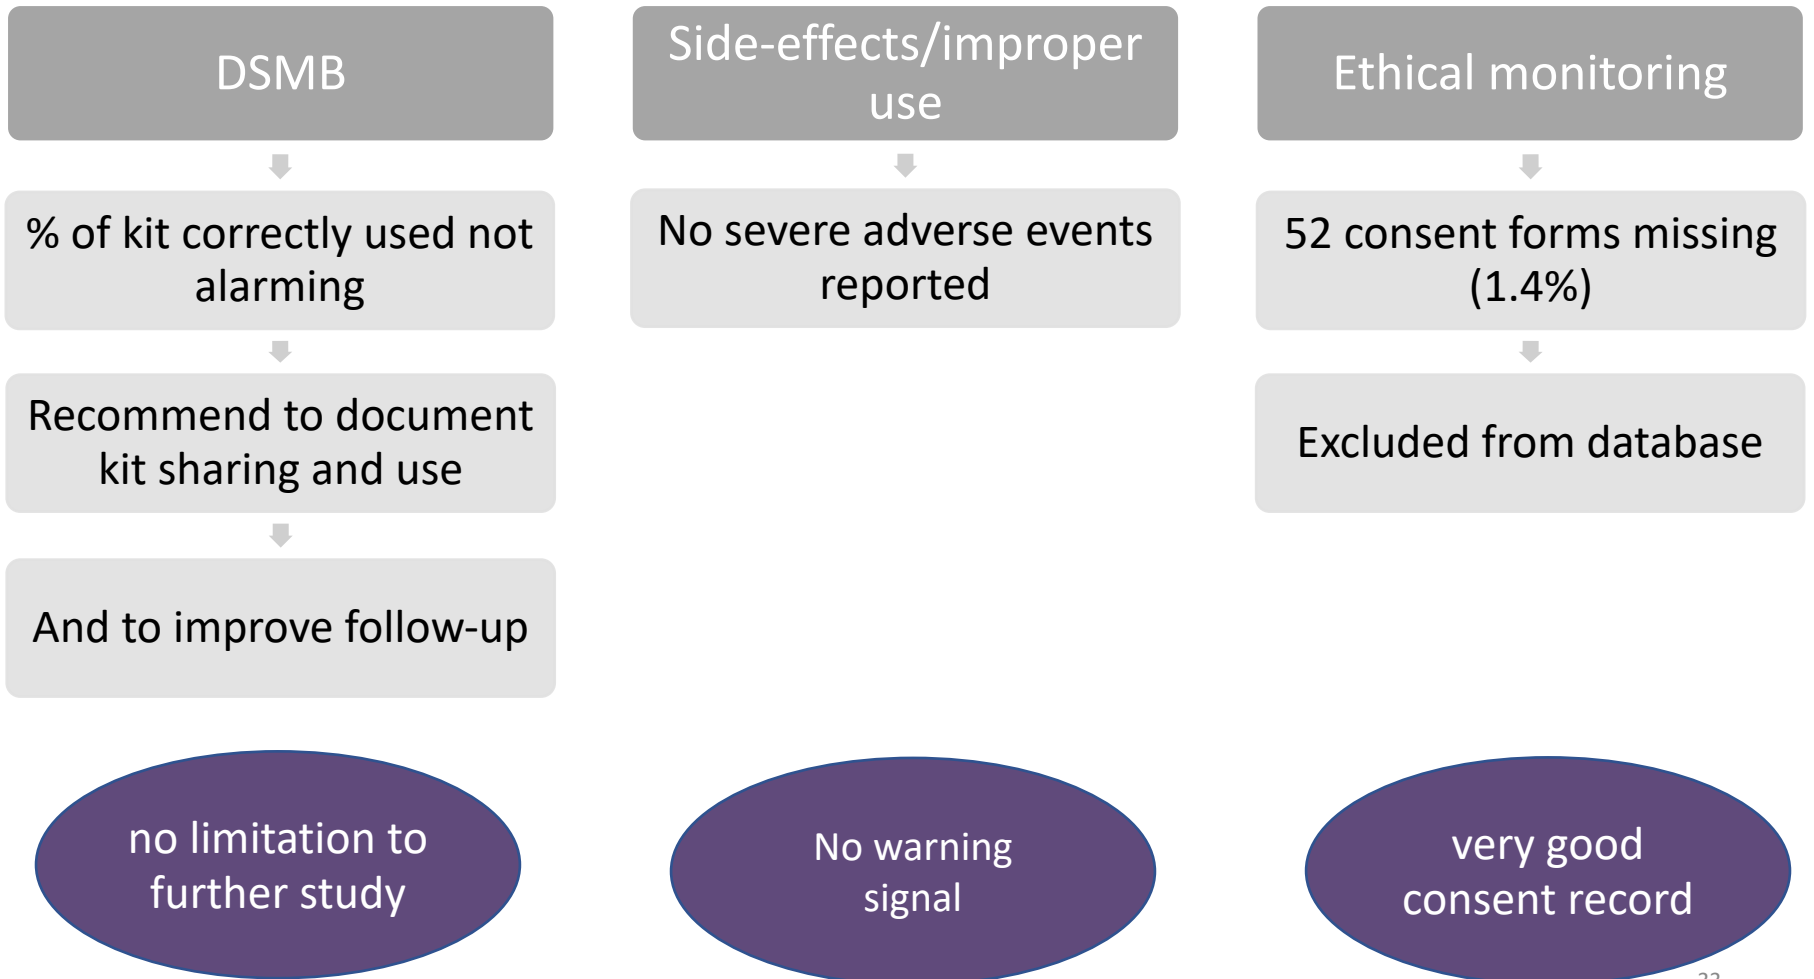 DSMB
% of kit correctly used not
alarming
Recommend to document
kit sharing and use
And to improve follow-up
no limitation to
further study
Side-effects/improper
use
No severe adverse events
reported
No warning
signal
Ethical monitoring
52 consent forms missing
(1.4%)
Excluded from database
very good
consent record